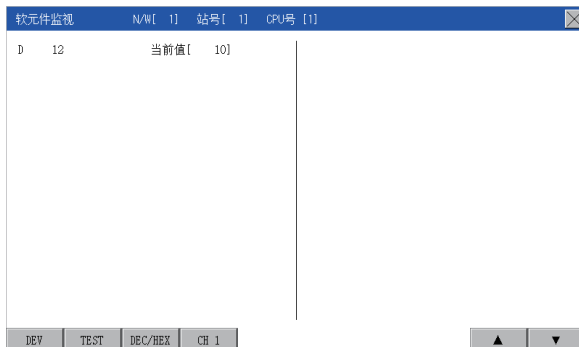 软元件监视 N/W[ 1] 站号[ 1] CPU号 [1]
D 12 当前值[ 10]
DEV TEST DEC/HEX CH 1 ▲ ▼